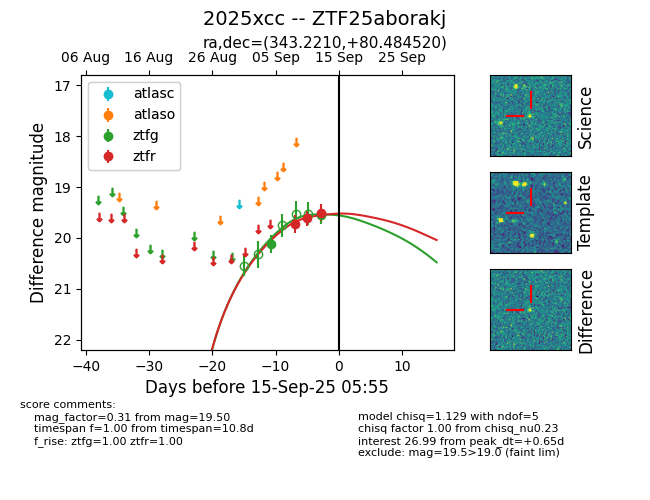 2025xcc -- ZTF25aborakj
ra,dec=(343.2210,+80.484520)
06 Aug 16 Aug 26 Aug 05 Sep 15 Sep 25 Sep
17
18
19
20
21
22
Difference magnitude
atlasc
atlaso
ztfg
ztfr
−40 −30 −20 −10 0 10
Days before 15-Sep-25 05:55
Science
Template
Difference
score comments:
mag_factor=0.31 from mag=19.50
timespan f=1.00 from timespan=10.8d
f_rise: ztfg=1.00 ztfr=1.00
model chisq=1.129 with ndof=5
chisq factor 1.00 from chisq_nu0.23
interest 26.99 from peak_dt=+0.65d
exclude: mag=19.5>19.0 (faint lim)